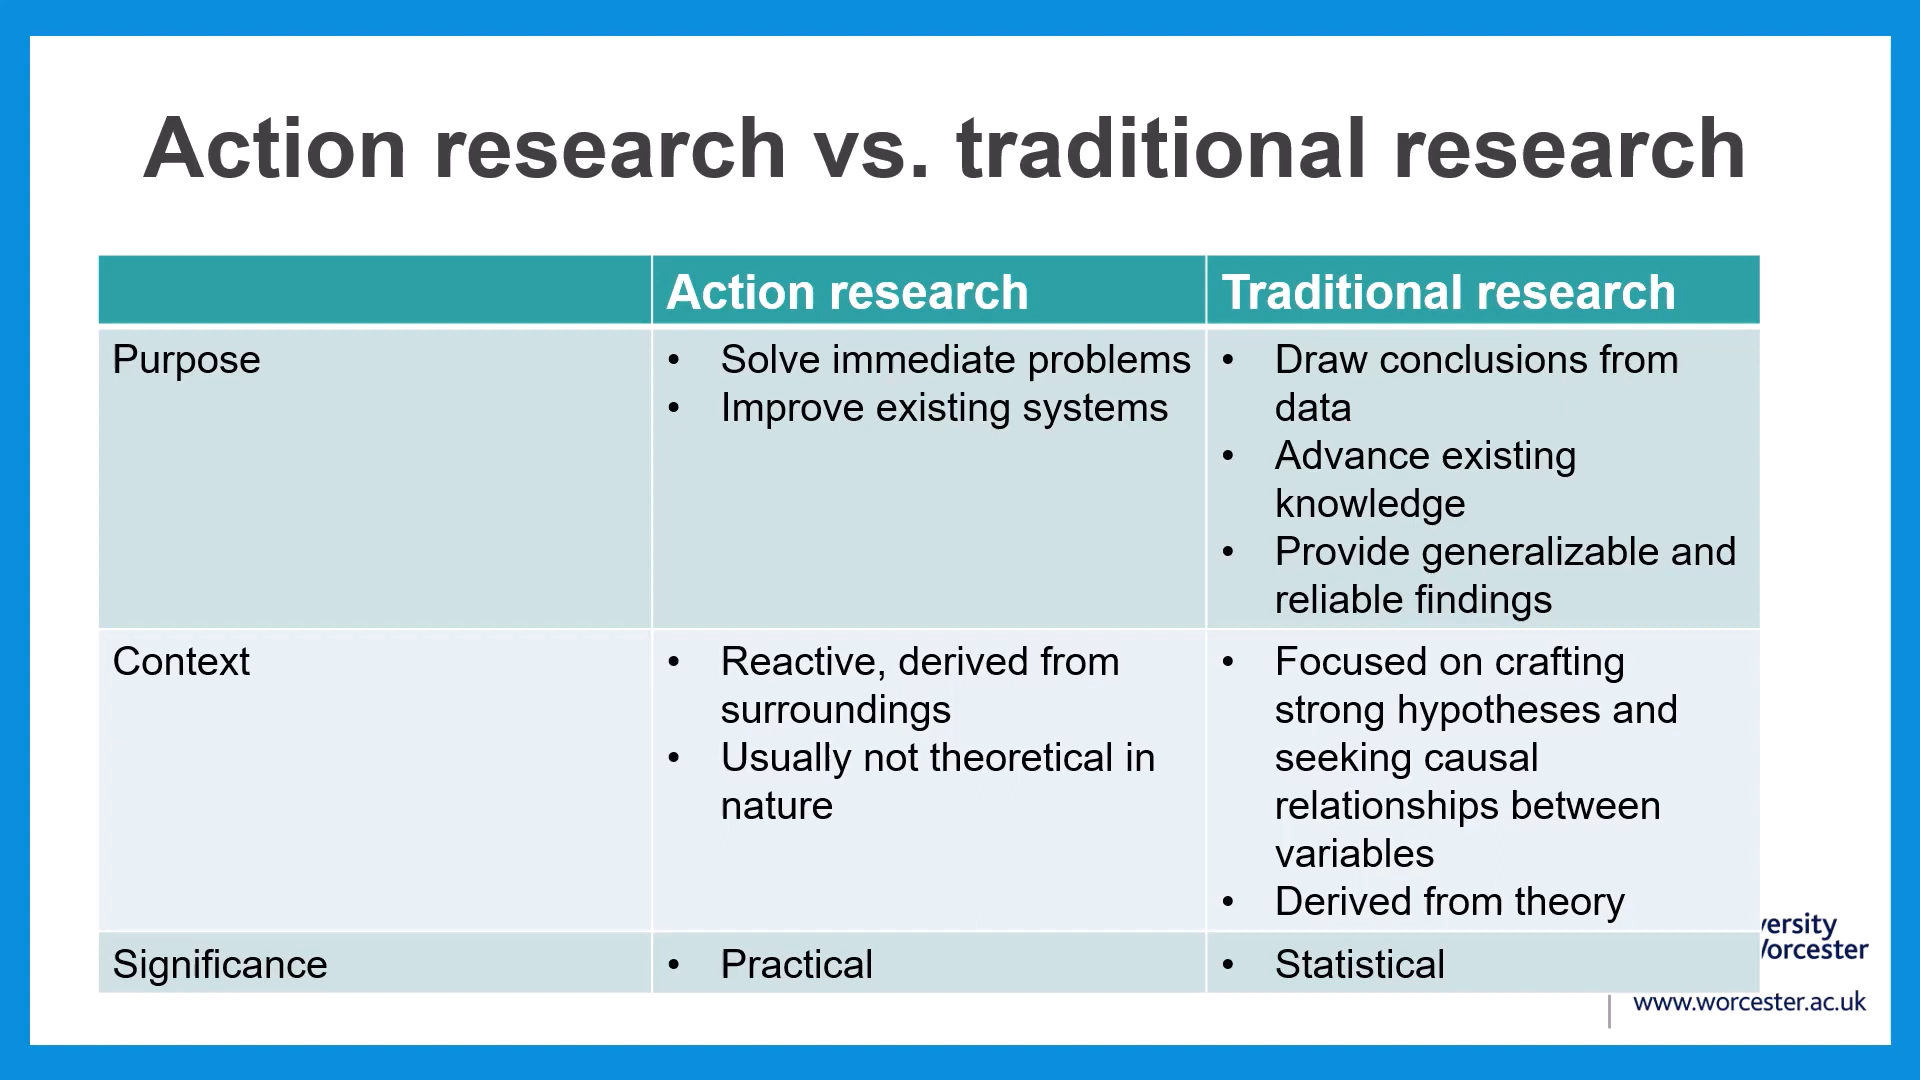 Action research vs. traditional research
Action research
Traditional research
Purpose
• Solve immediate problems
• Improve existing systems
• Draw conclusions from
data
• Advance existing
knowledge
• Provide generalizable and
reliable findings
Context
• Reactive, derived from
surroundings
• Usually not theoretical in
nature
• Focused on crafting
strong hypotheses and
seeking causal
relationships between
variables
• Derived from theory
Significance
• Practical
• Statistical
versity
orcester
www.worcester.ac.uk